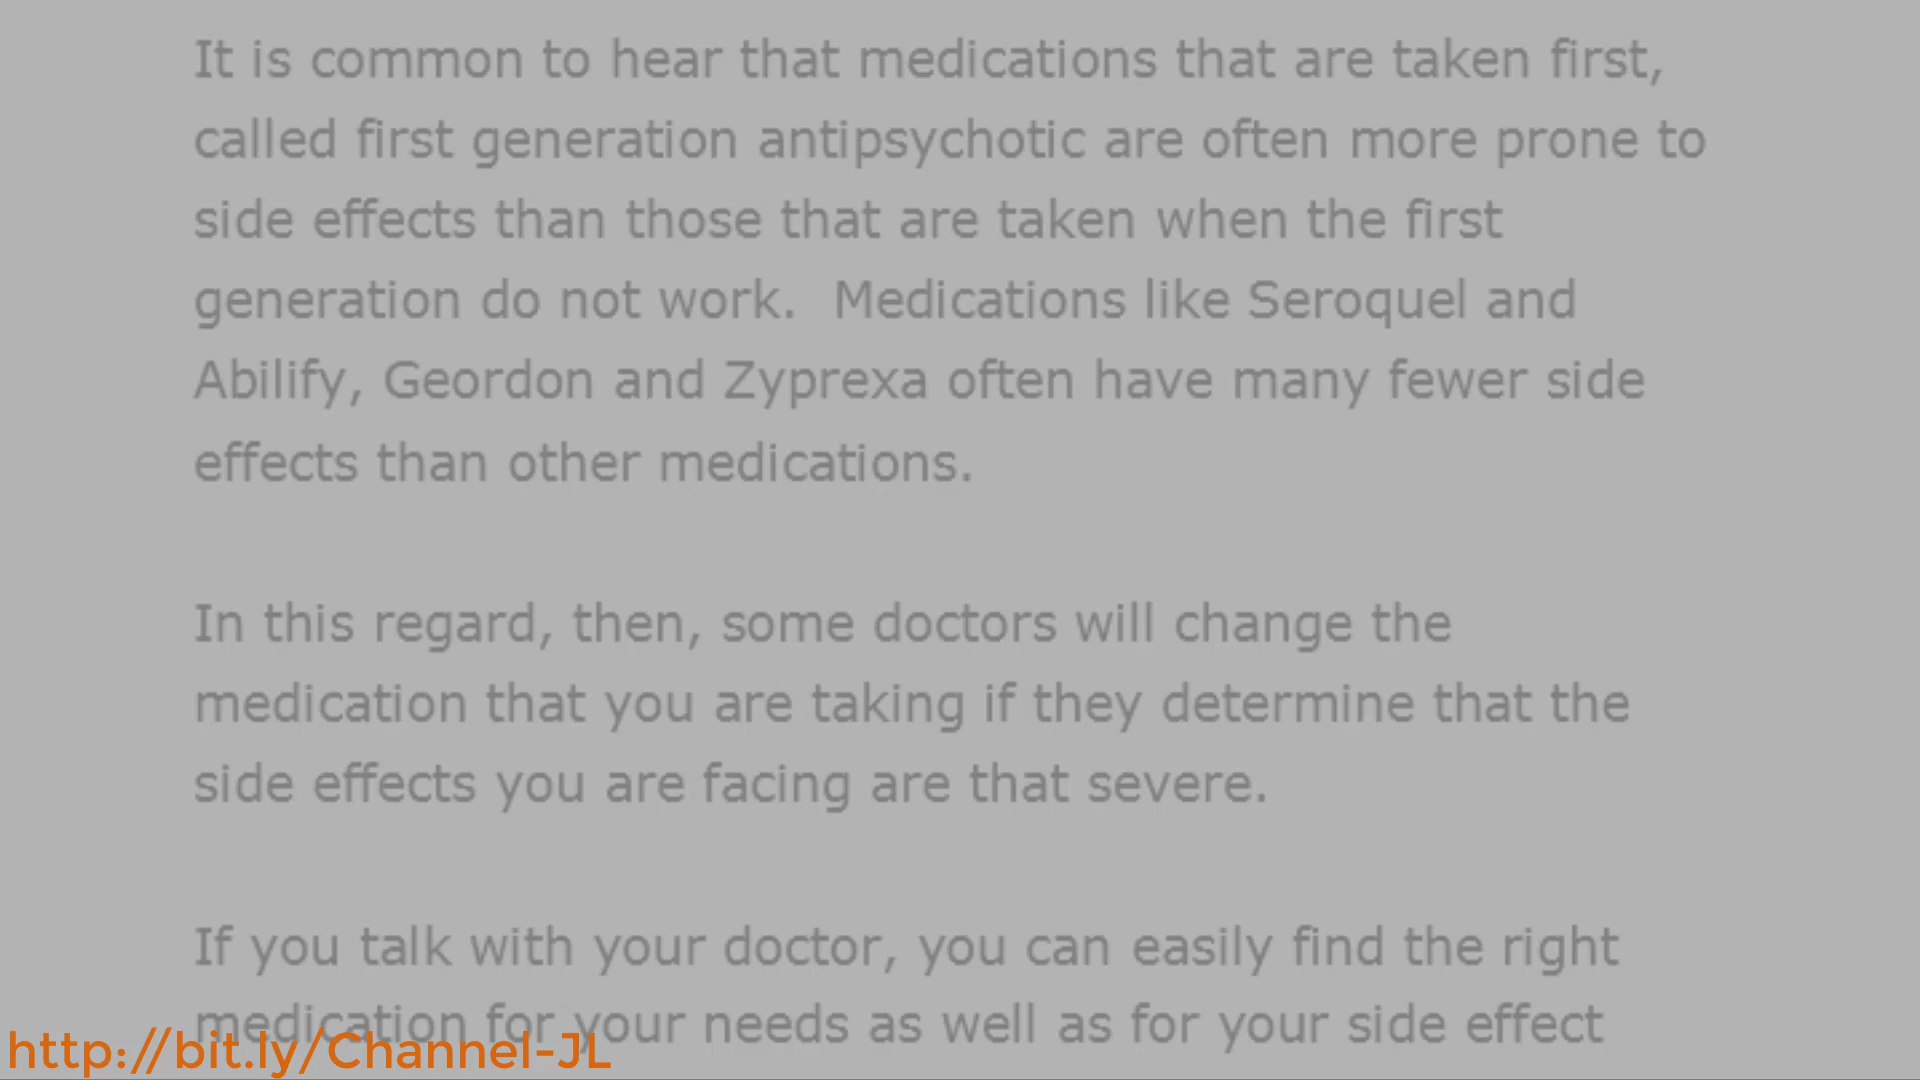 It is common to hear that medications that are taken first,
called first generation antipsychotic are often more prone to
side effects than those that are taken when the first
generation do not work.  Medications like Seroquel and
Abilify, Geordon and Zyprexa often have many fewer side
effects than other medications.
In this regard, then, some doctors will change the
medication that you are taking if they determine that the
side effects you are facing are that severe.
If you talk with your doctor, you can easily find the right
medication for your needs as well as for your side effect
http://bit.ly/Channel-JL